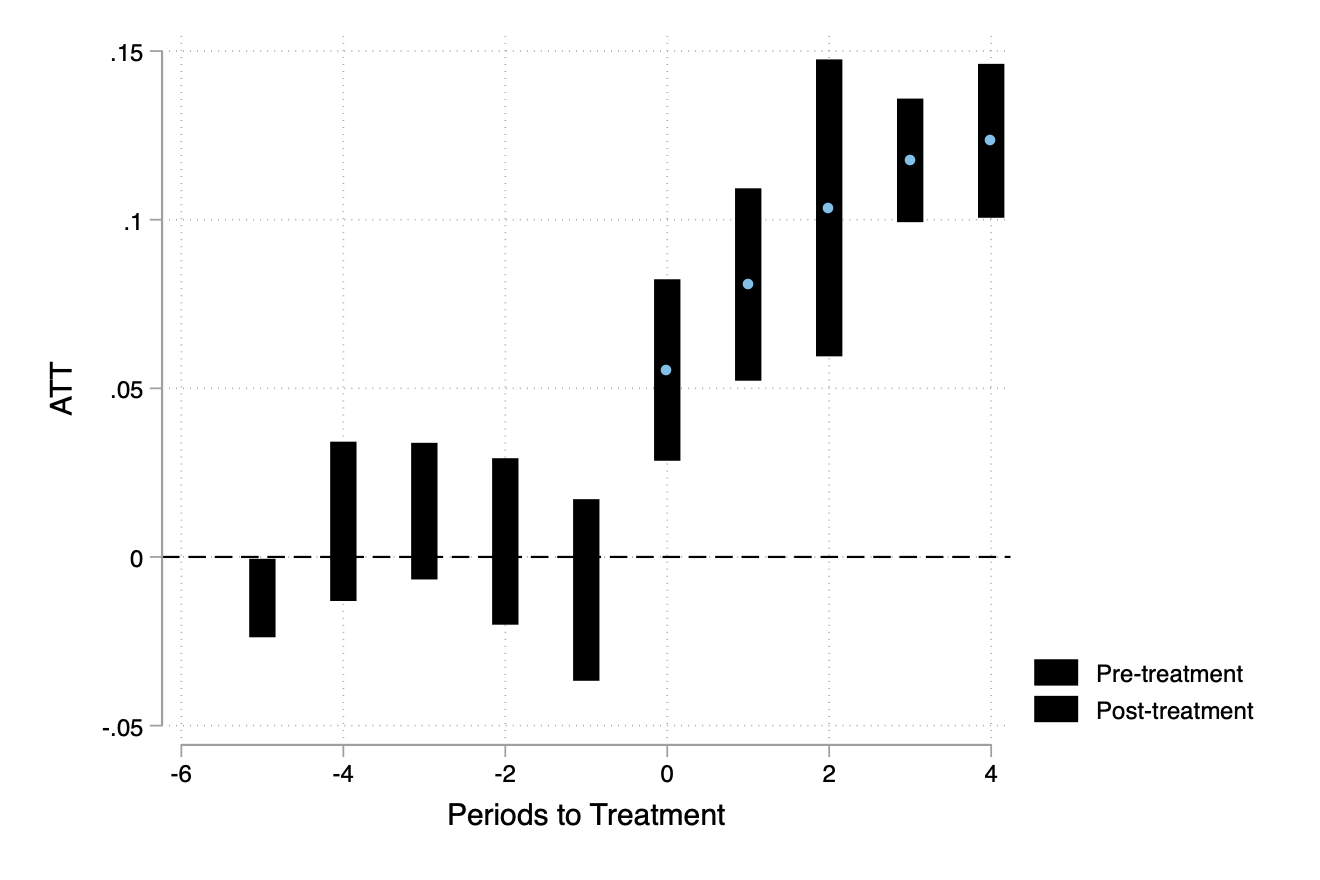 .15
.1
.05
0
-.05
ATT
-6 -4 -2 0 2 4
Periods to Treatment
Pre-treatment
Post-treatment